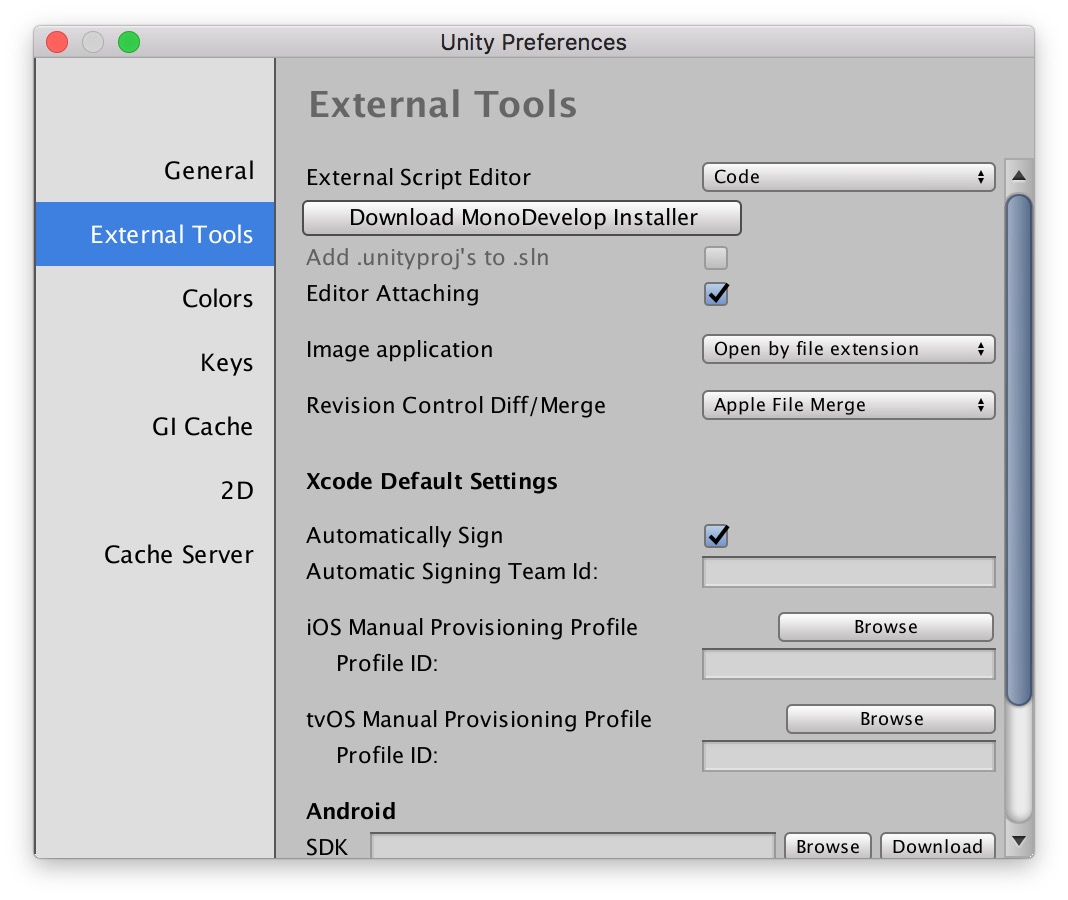 Unity Preferences
General
External Tools
Colors
Keys
GI Cache
2D
Cache Server
External Tools
External Script Editor Code
Download MonoDevelop Installer
Add .unityproj's to .sln
Editor Attaching
Image application Open by file extension
Revision Control Diff/Merge Apple File Merge
Xcode Default Settings
Automatically Sign
Automatic Signing Team Id:
iOS Manual Provisioning Profile Browse
Profile ID:
tvOS Manual Provisioning Profile Browse
Profile ID:
Android
SDK Browse Download